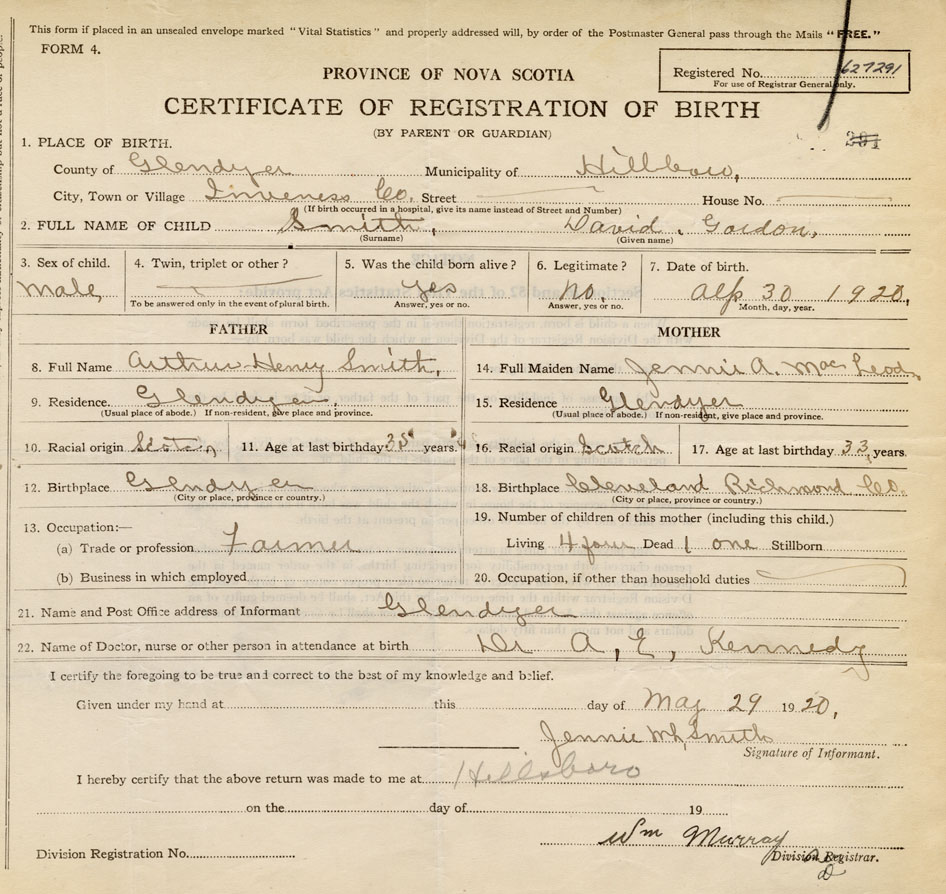 This form if placed in an unsealed envelope marked "Vital Statistics" and properly addressed will, by order of the Postmaster General pass through the Mails "FREE."
FORM 4.
PROVINCE OF NOVA SCOTIA
Registered No. 627291
For use of Registrar General only.
CERTIFICATE OF REGISTRATION OF BIRTH
(BY PARENT OR GUARDIAN)
1. PLACE OF BIRTH.
County of Glendyer Municipality of Hillboro,
City, Town or Village Inverness Co. Street House No.
(If birth occurred in a hospital, give its name instead of Street and Number)
2. FULL NAME OF CHILD Smith, David. Gordon.
(Surname) (Given name)
3. Sex of child. 4. Twin, triplet or other? 5. Was the child born alive? 6. Legitimate? 7. Date of birth.
Male, yes no. 30 1920,
To be answered only in the event of plural birth. Answer, yes or no. Answer, yes or no. Month, day, year.
FATHER MOTHER
8. Full Name Arthur Henry Smith, 14. Full Maiden Name Jennie A. MacLeod,
9. Residence Glendyer, 15. Residence Glendyer
(Usual place of abode.) If non-resident, give place and province. (Usual place of abode.) If non-resident, give place and province.
10. Racial origin 11. Age at last birthday 35 years. 16. Racial origin Scotch 17. Age at last birthday 33 years.
12. Birthplace Glendyer 18. Birthplace Cleveland Richmond Co.
(City or place, province or country.) (City or place, province or country.)
13. Occupation:— 19. Number of children of this mother (including this child.)
(a) Trade or profession Farmer Living 4 four Dead 1 one Stillborn
(b) Business in which employed 20. Occupation, if other than household duties
21. Name and Post Office address of Informant Glendyer
22. Name of Doctor, nurse or other person in attendance at birth Dr A, E, Kennedy
I certify the foregoing to be true and correct to the best of my knowledge and belief.
Given under my hand at this day of May 29 1920,
Jennie Mh Smith
Signature of Informant.
I hereby certify that the above return was made to me at Hillsboro
on the day of 19
Wm Murray
Division Registration No. Division Registrar.